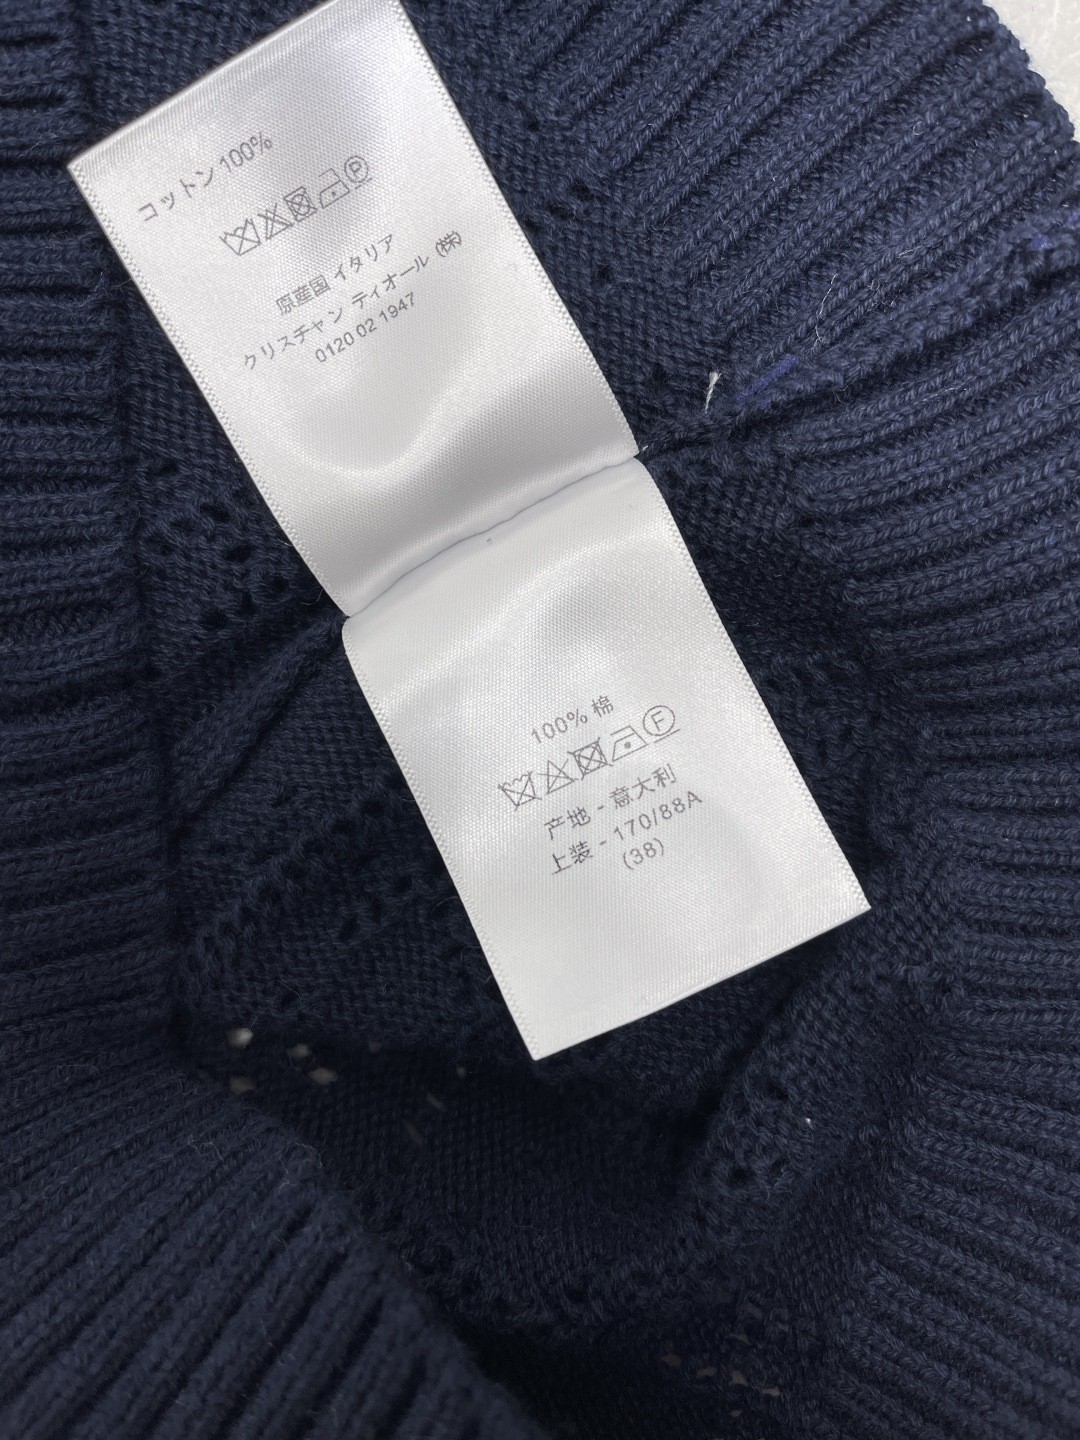 コットン 100%
P
原産国 イタリア
クリスチャン ディオール (株)
0120 02 1947
100% 棉
F
产地 - 意大利
上装 - 170/88A
(38)